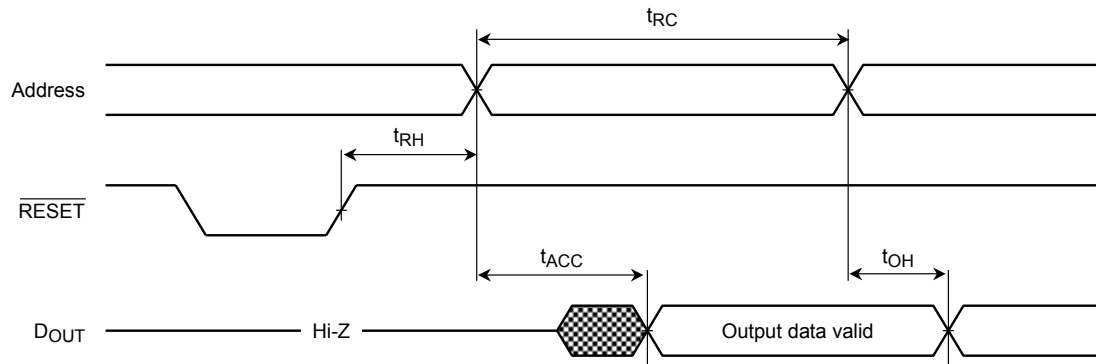 tRC
Address
tRH
RESET
tACC
tOH
DOUT
Hi-Z
Output data valid